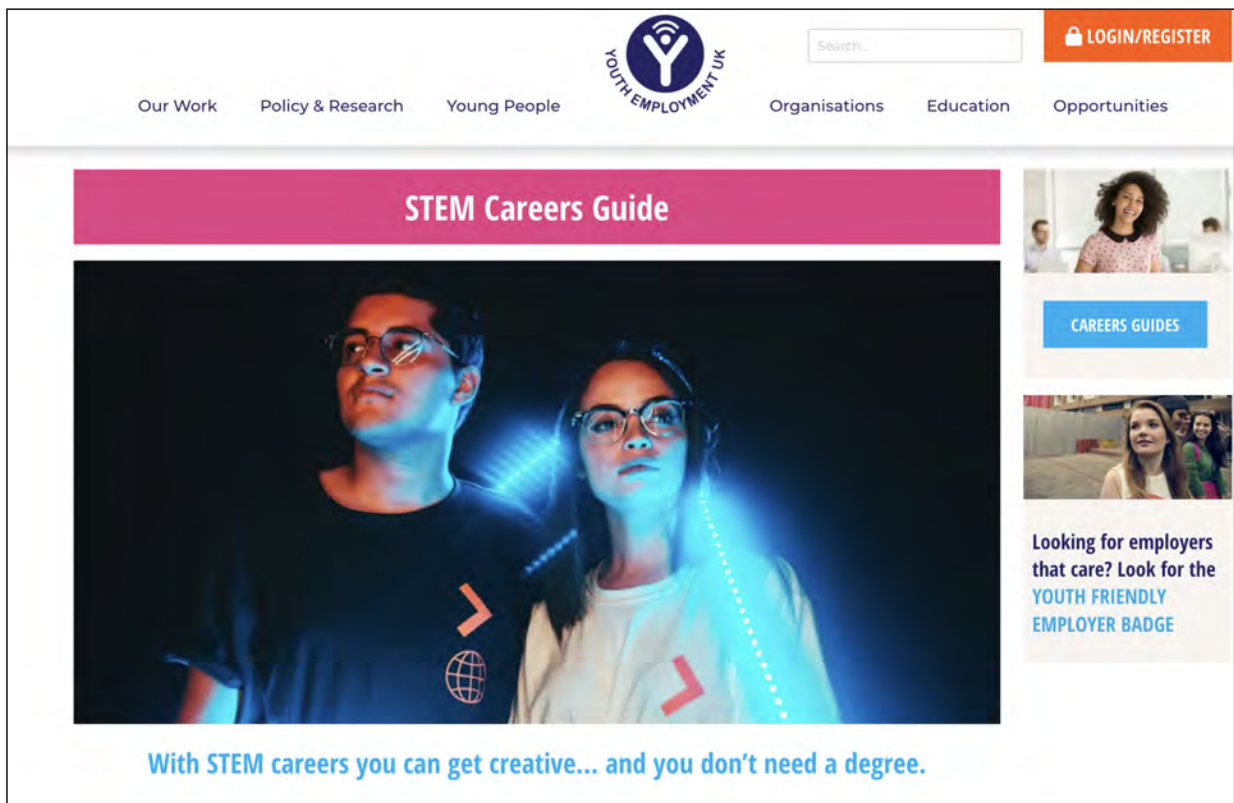 YOUTH EMPLOYMENT UK
Search...
LOGIN/REGISTER
Our Work
Policy & Research
Young People
Organisations
Education
Opportunities
STEM Careers Guide
CAREERS GUIDES
Looking for employers
that care? Look for the
YOUTH FRIENDLY
EMPLOYER BADGE
With STEM careers you can get creative... and you don’t need a degree.